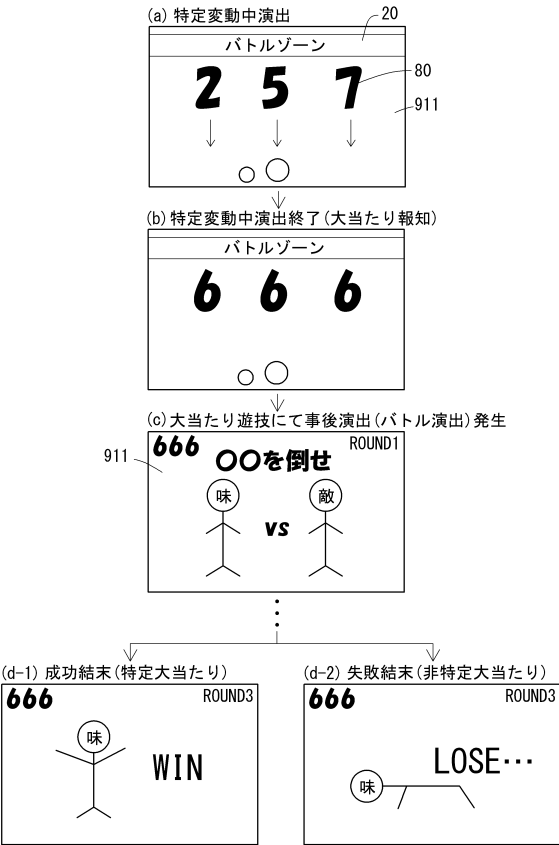 (a) 特定変動中演出
20
バトルゾーン
2 5 7
80
911
(b) 特定変動中演出終了(大当たり報知)
バトルゾーン
6 6 6
(c) 大当たり遊技にて事後演出(バトル演出)発生
911
666
ROUND1
〇〇を倒せ
味
VS
敵
(d-1) 成功結末(特定大当たり)
666
ROUND3
味
WIN
(d-2) 失敗結末(非特定大当たり)
666
ROUND3
LOSE…
味